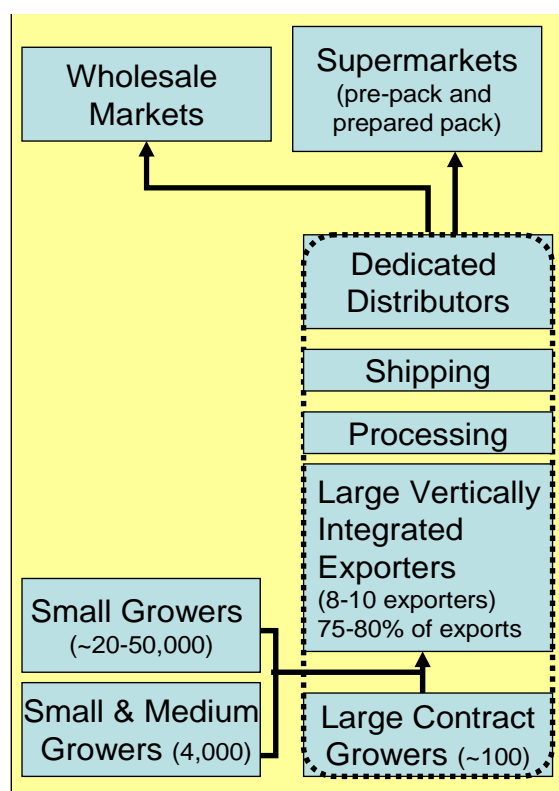 Wholesale
Markets
Supermarkets
(pre-pack and
prepared pack)
Dedicated
Distributors
Shipping
Processing
Large Vertically
Integrated
Exporters
(8-10 exporters)
75-80% of exports
Small Growers
(~20-50,000)
Small & Medium
Growers (4,000)
Large Contract
Growers (~100)